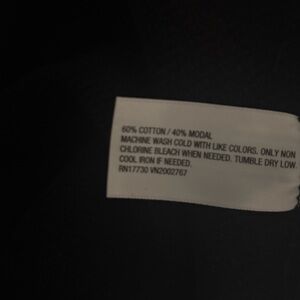 60% COTTON / 40% MODAL
MACHINE WASH COLD WITH LIKE COLORS. ONLY NON
CHLORINE BLEACH WHEN NEEDED. TUMBLE DRY LOW.
COOL IRON IF NEEDED.
RN17730 VN2002767